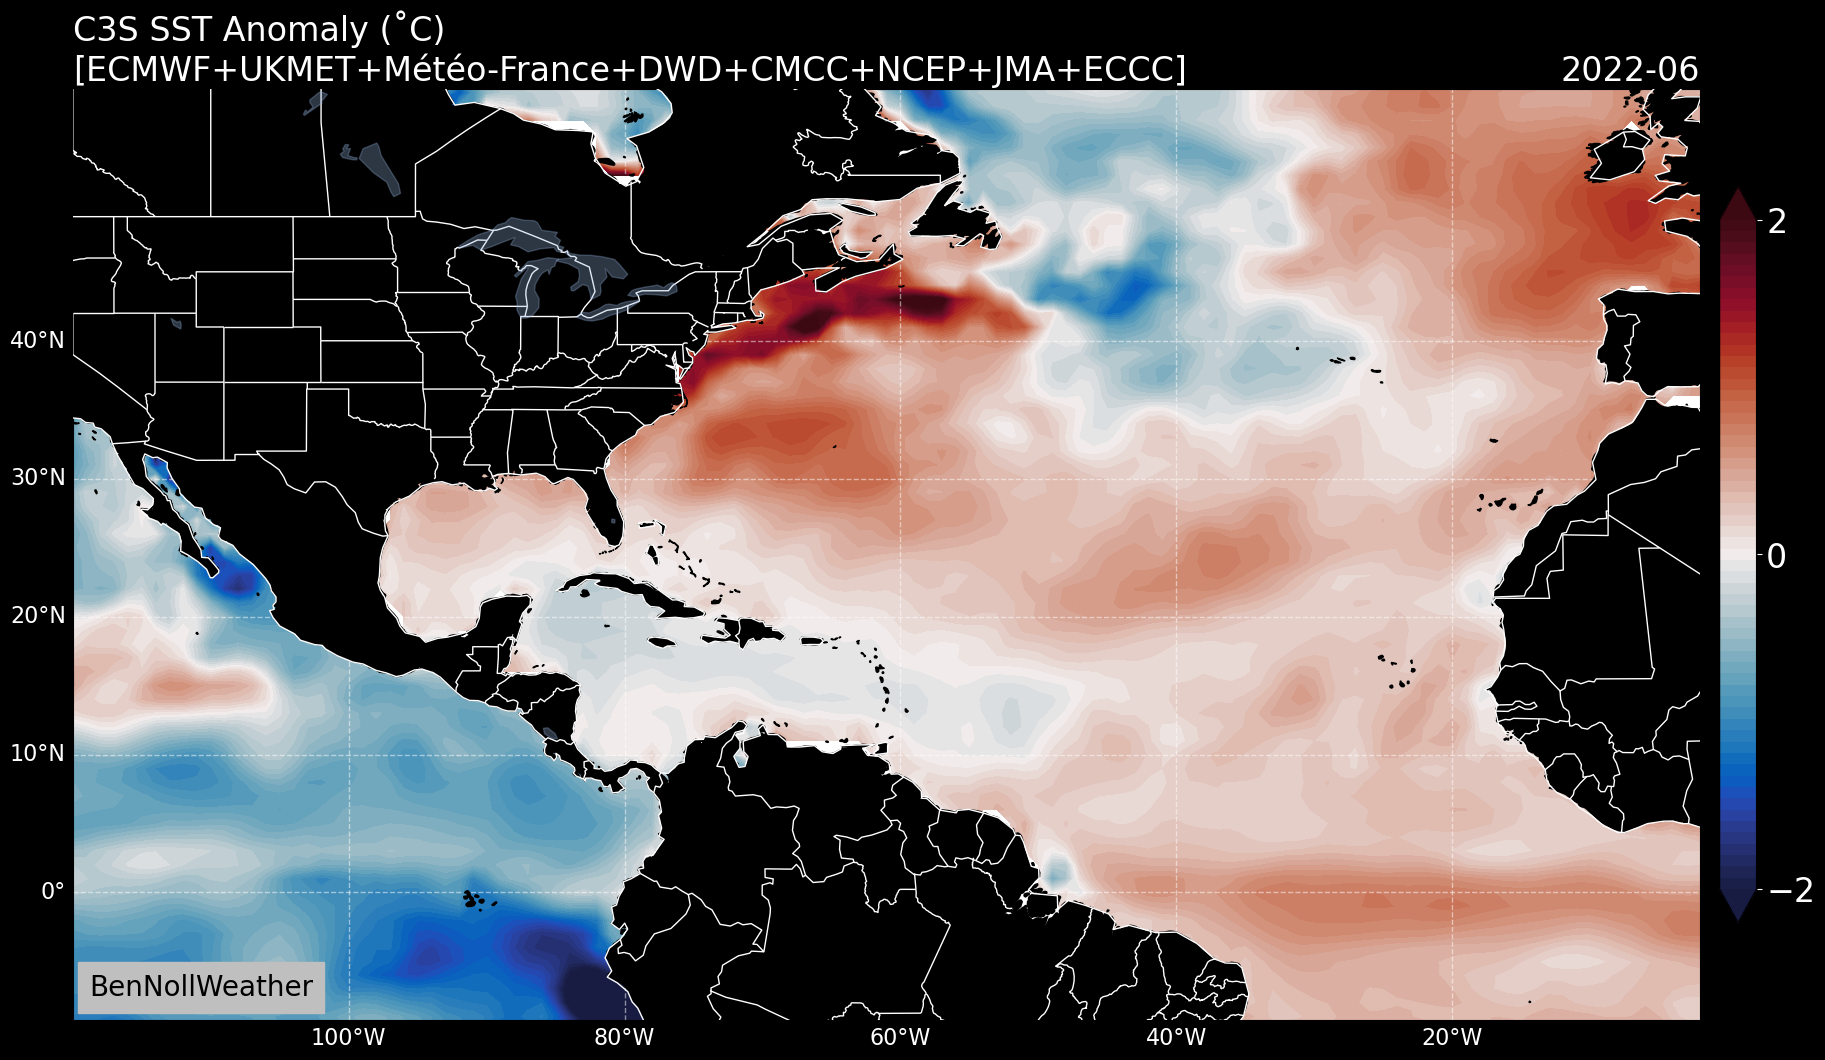 C3S SST Anomaly (˚C)
[ECMWF+UKMET+Météo-France+DWD+CMCC+NCEP+JMA+ECCC] 2022-06
2
40°N
0
30°N
20°N
10°N
0°
−2
BenNollWeather
100°W 80°W 60°W 40°W 20°W